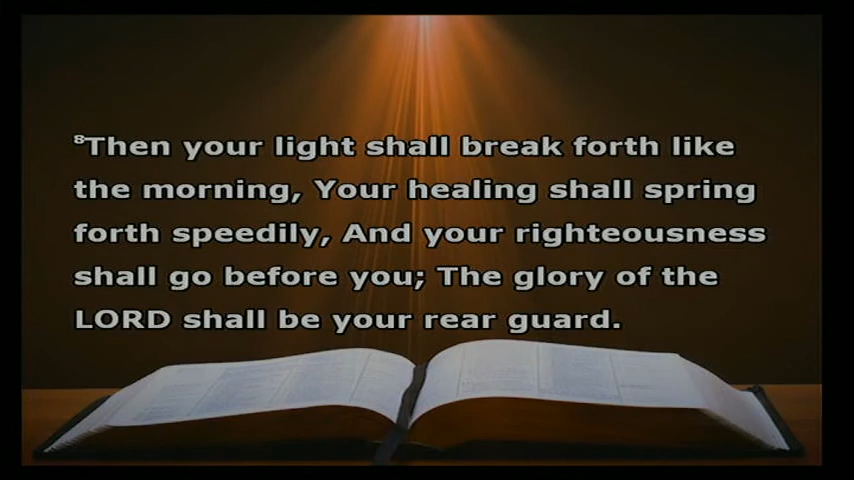 ⁸Then your light shall break forth like
the morning, Your healing shall spring
forth speedily, And your righteousness
shall go before you; The glory of the
LORD shall be your rear guard.